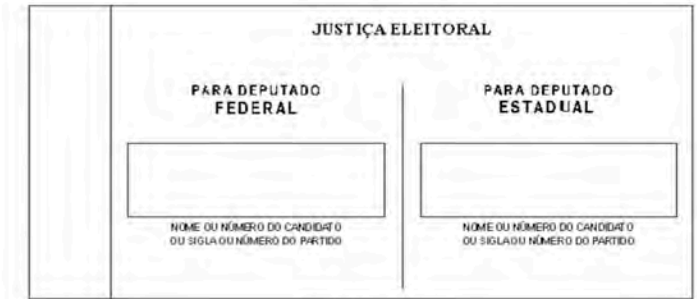 JUSTIÇA ELEITORAL
PARA DEPUTADO
FEDERAL
NOME OU NÚMERO DO CANDIDATO
OU SIGLA OU NÚMERO DO PARTIDO
PARA DEPUTADO
ESTADUAL
NOME OU NÚMERO DO CANDIDATO
OU SIGLA OU NÚMERO DO PARTIDO